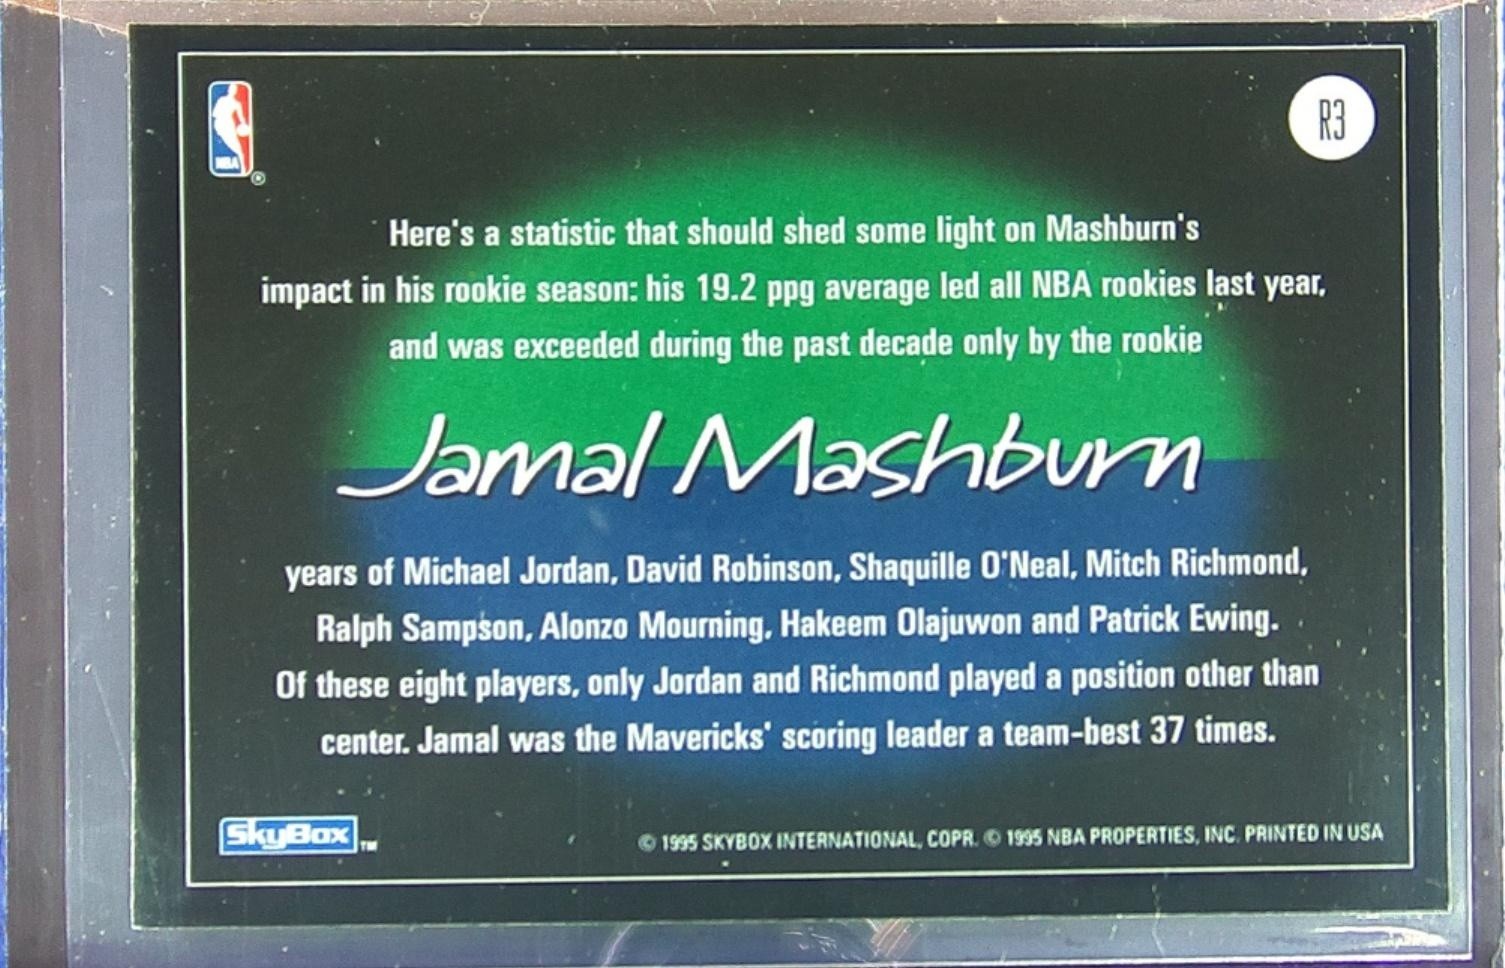 NBA
®
R3
Here's a statistic that should shed some light on Mashburn's
impact in his rookie season: his 19.2 ppg average led all NBA rookies last year,
and was exceeded during the past decade only by the rookie
Jamal Mashburn
years of Michael Jordan, David Robinson, Shaquille O'Neal, Mitch Richmond,
Ralph Sampson, Alonzo Mourning, Hakeem Olajuwon and Patrick Ewing.
Of these eight players, only Jordan and Richmond played a position other than
center. Jamal was the Mavericks' scoring leader a team-best 37 times.
SkyBox ™
© 1995 SKYBOX INTERNATIONAL, COPR. © 1995 NBA PROPERTIES, INC. PRINTED IN USA